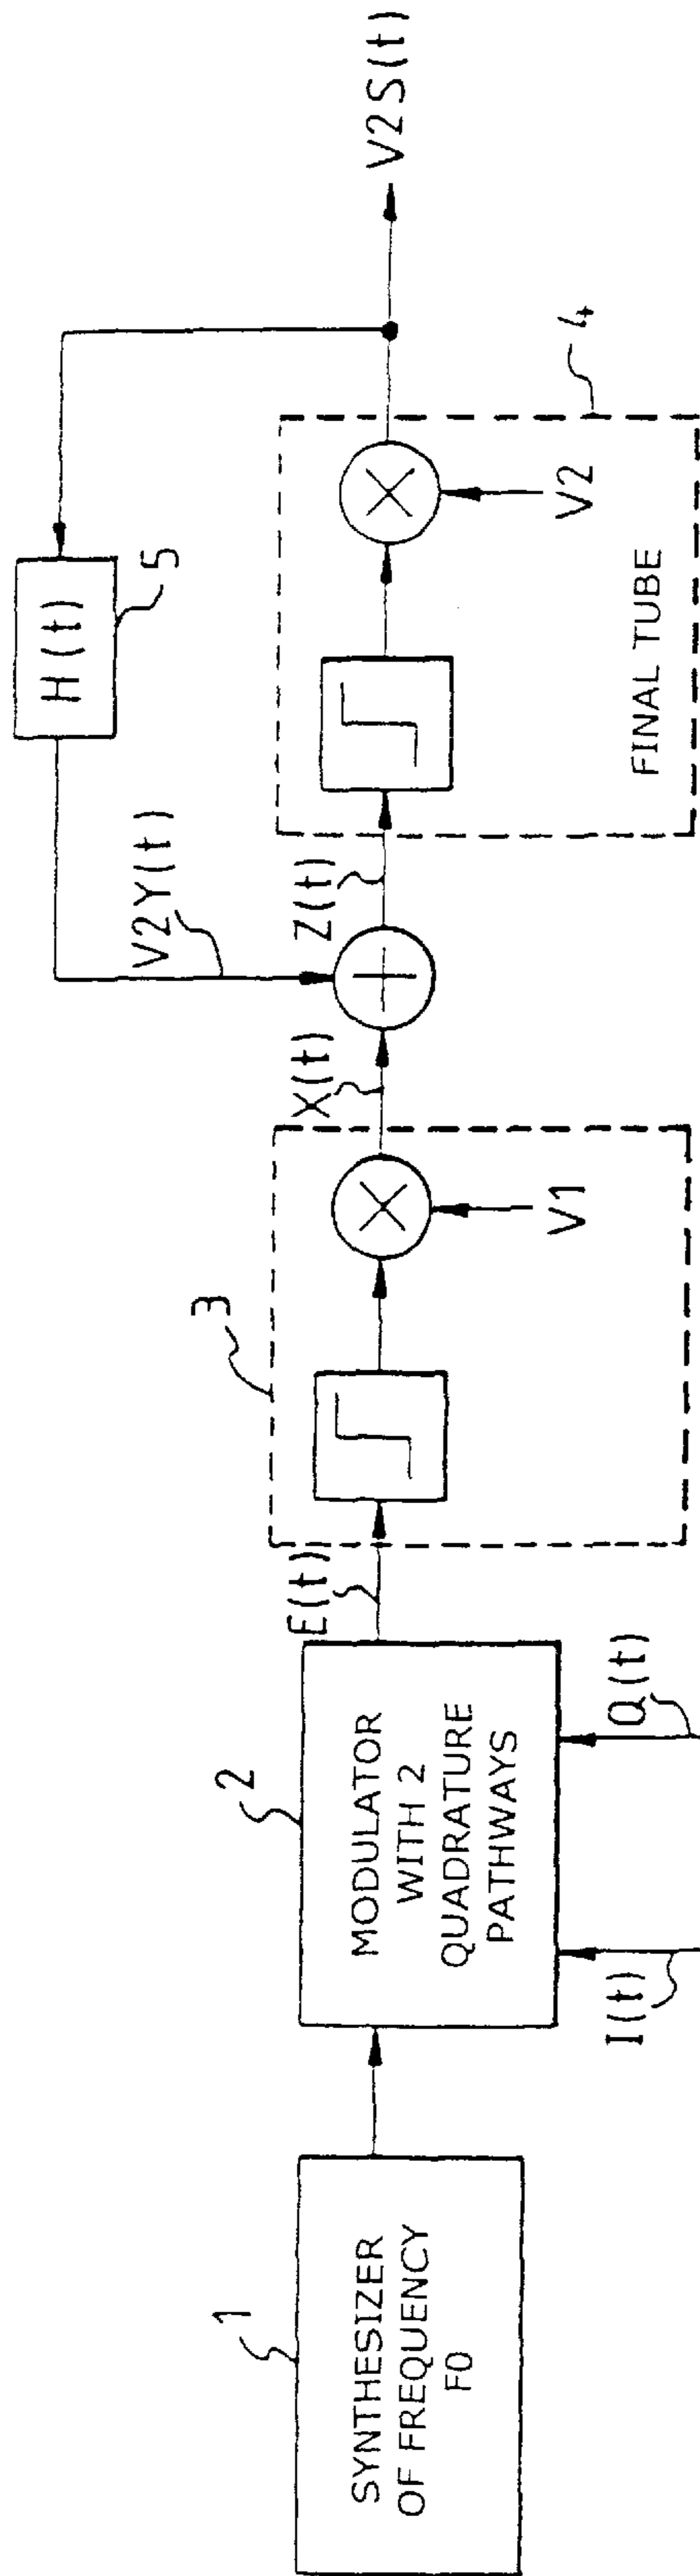 1
SYNTHESIZER
OF FREQUENCY
F0
2
MODULATOR
WITH 2
QUADRATURE
PATHWAYS
I(t)
Q(t)
E(t)
3
V1
X(t)
V2Y(t)
Z(t)
H(t)
5
FINAL TUBE
V2
4
V2S(t)